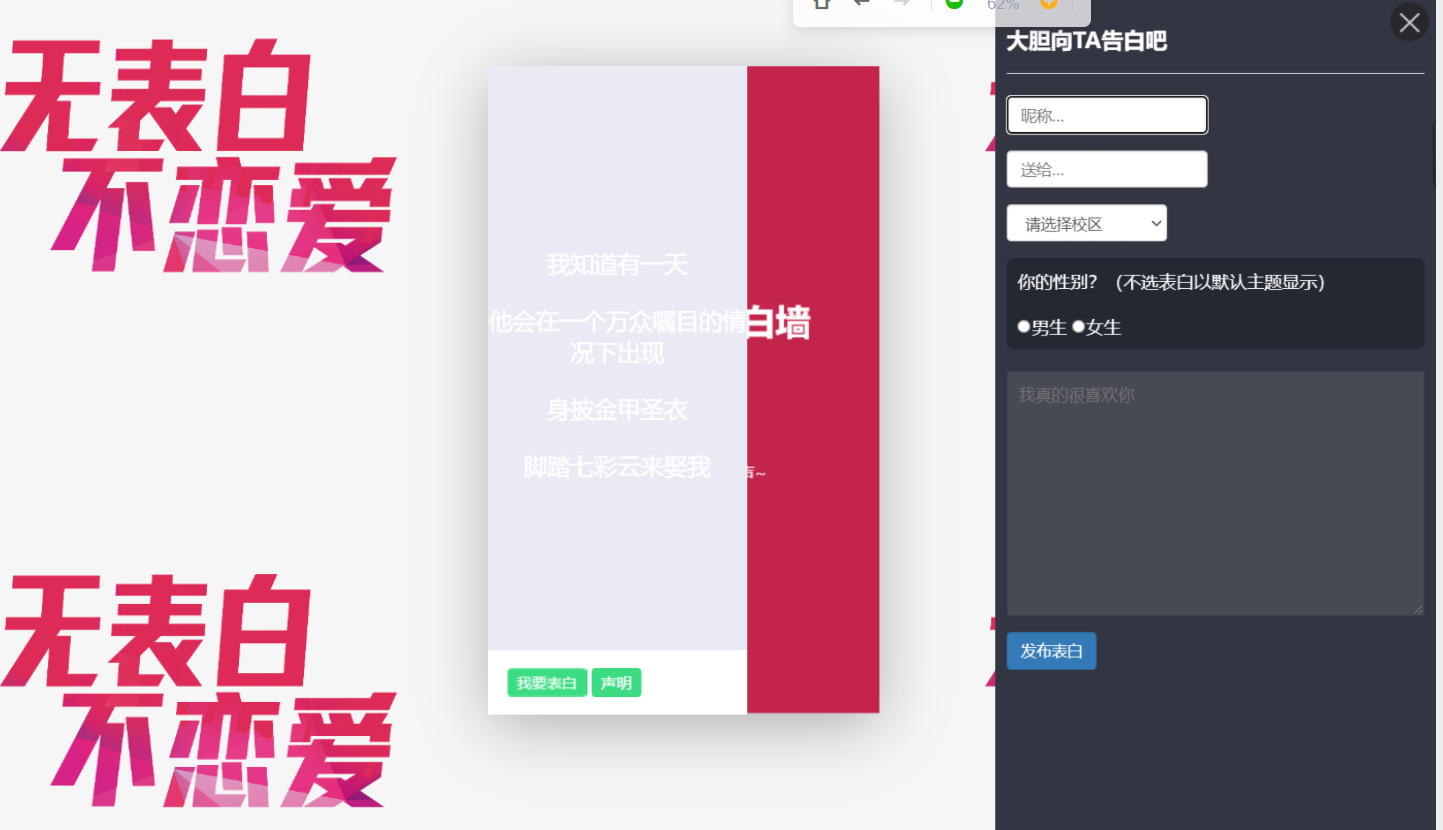 62%
无表白
不恋爱
我知道有一天
他会在一个万众嘱目的情
况下出现
身披金甲圣衣
脚踏七彩云来娶我
白墙
声~
我要表白
声明
无表白
不恋爱
大胆向TA告白吧
昵称...
送给...
请选择校区
你的性别？（不选表白以默认主题显示）
男生 女生
我真的很喜欢你
发布表白